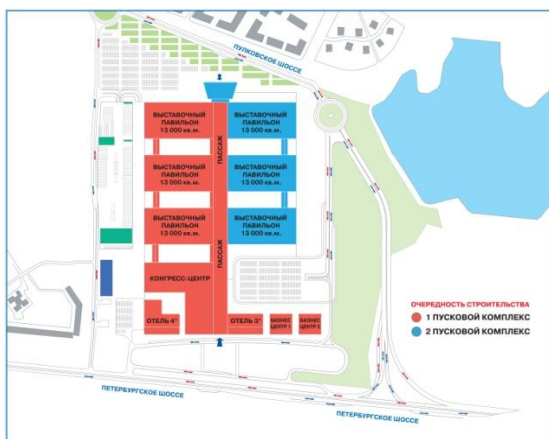 ПУЛКОВСКОЕ ШОССЕ
ВЫСТАВОЧНЫЙ
ПАВИЛЬОН
13 000 кв.м.
ВЫСТАВОЧНЫЙ
ПАВИЛЬОН
13 000 кв.м.
ПАССАЖ
ВЫСТАВОЧНЫЙ
ПАВИЛЬОН
13 000 кв.м.
ВЫСТАВОЧНЫЙ
ПАВИЛЬОН
13 000 кв.м.
ВЫСТАВОЧНЫЙ
ПАВИЛЬОН
13 000 кв.м.
ВЫСТАВОЧНЫЙ
ПАВИЛЬОН
13 000 кв.м.
ПАССАЖ
КОНГРЕСС-ЦЕНТР
ОТЕЛЬ 4*
ОТЕЛЬ 3*
БИЗНЕС
ЦЕНТР 1
БИЗНЕС
ЦЕНТР 2
ОЧЕРЕДНОСТЬ СТРОИТЕЛЬСТВА
1 ПУСКОВОЙ КОМПЛЕКС
2 ПУСКОВОЙ КОМПЛЕКС
ПЕТЕРБУРГСКОЕ ШОССЕ
ПЕТЕРБУРГСКОЕ ШОССЕ